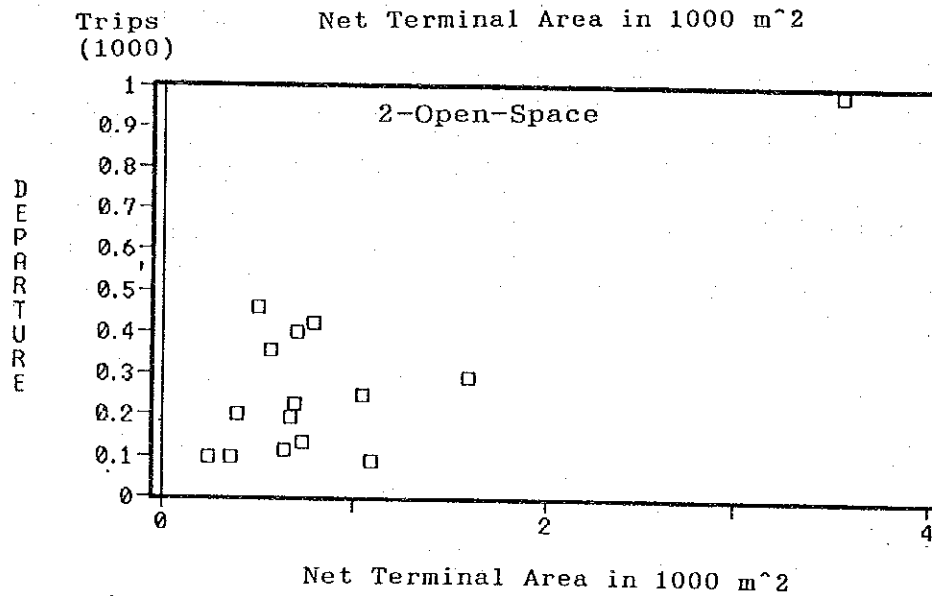 Trips Net Terminal Area in 1000 m^2
(1000)
1
2-Open-Space
0.9
0.8
0.7
0.6
0.5
0.4
0.3
0.2
0.1
0
DEPARTURE
0 2 4
Net Terminal Area in 1000 m^2